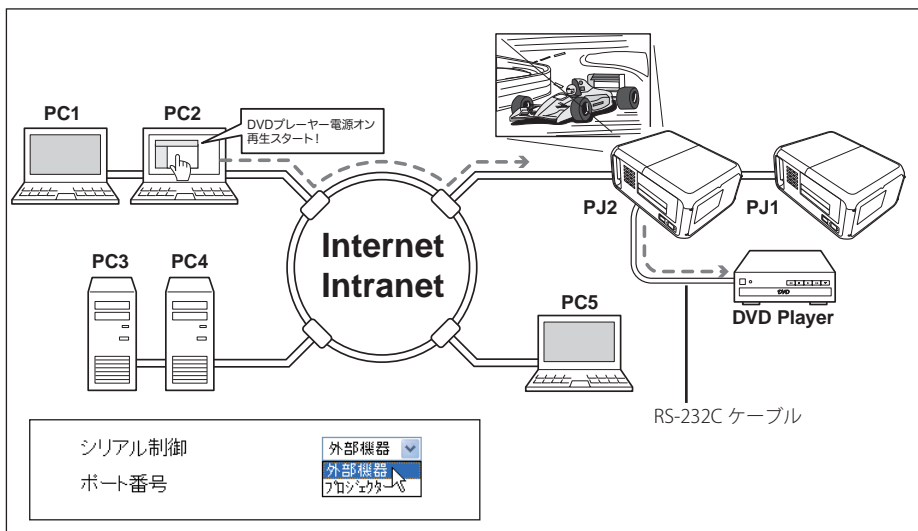 PC1
PC2
DVDプレーヤー電源オン
再生スタート！
PJ2
PJ1
Internet
Intranet
PC3
PC4
PC5
DVD
DVD Player
RS-232C ケーブル
シリアル制御
外部機器
外部機器
プロジェクター
ポート番号